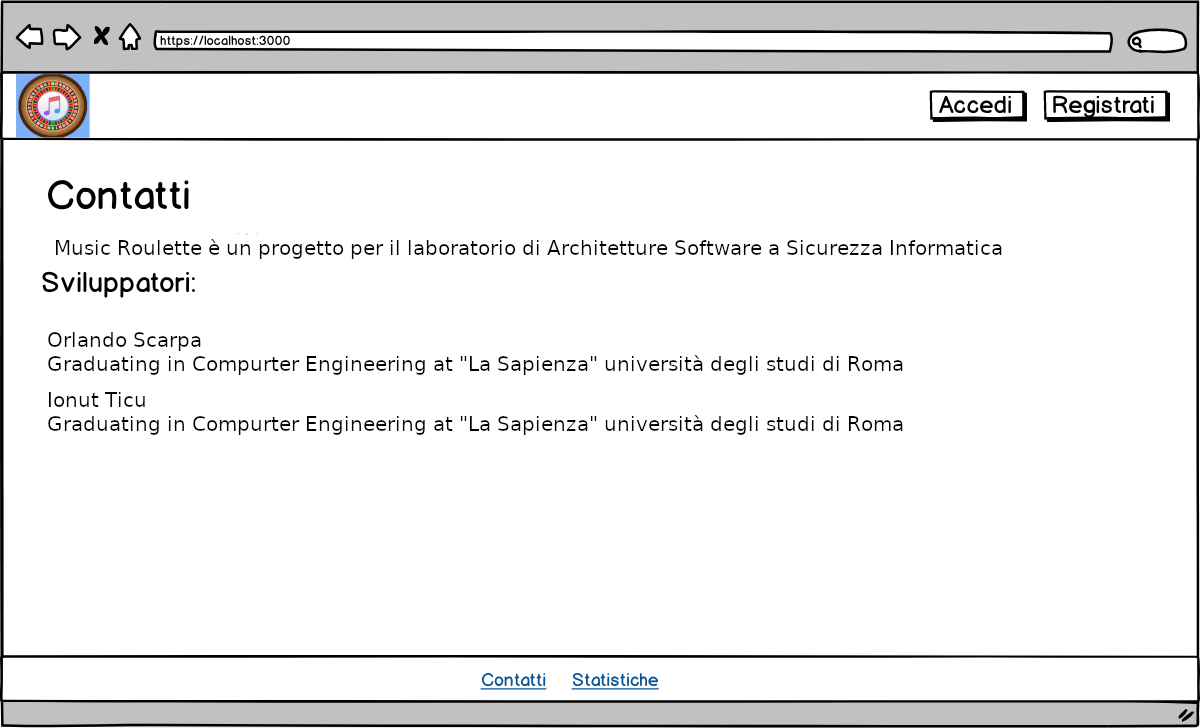 https://localhost:3000
Accedi
Registrati
Contatti
Music Roulette è un progetto per il laboratorio di Architetture Software a Sicurezza Informatica
Sviluppatori:
Orlando Scarpa
Graduating in Compurter Engineering at "La Sapienza" università degli studi di Roma
Ionut Ticu
Graduating in Compurter Engineering at "La Sapienza" università degli studi di Roma
Contatti
Statistiche